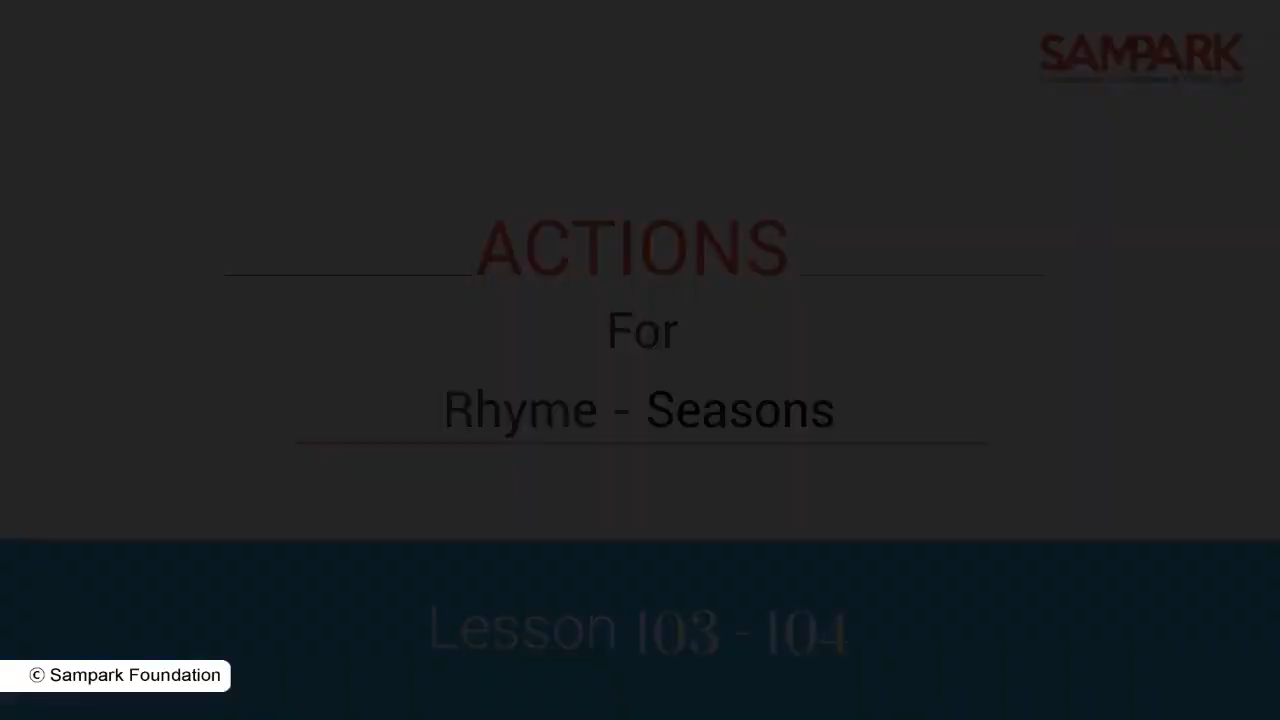 SAMPARK
ACTIONS
For
Rhyme - Seasons
Lesson 103 - 104
© Sampark Foundation